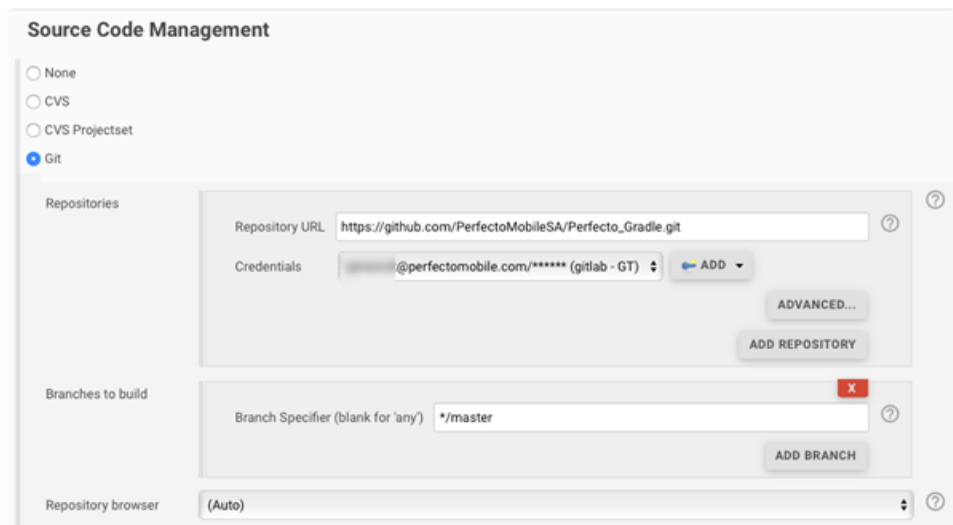 Source Code Management
None
CVS
CVS Projectset
Git
Repositories
Repository URL https://github.com/PerfectoMobileSA/Perfecto_Gradle.git
Credentials @perfectomobile.com/****** (gitlab - GT) ADD
ADVANCED...
ADD REPOSITORY
Branches to build
X
Branch Specifier (blank for 'any') */master
ADD BRANCH
Repository browser (Auto)